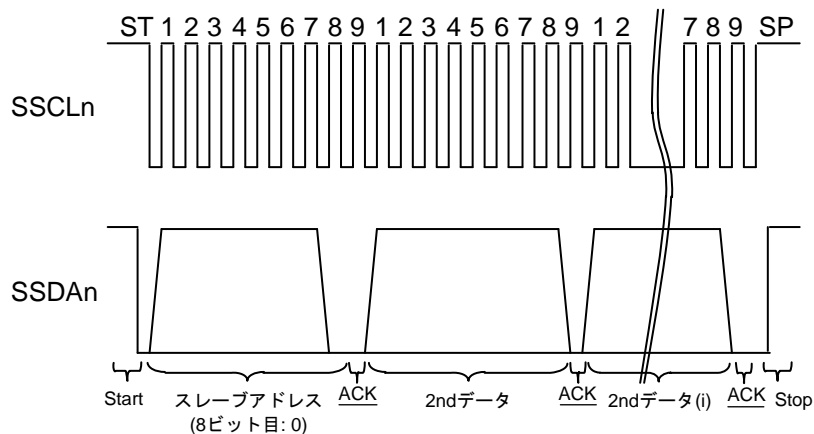 ST 1 2 3 4 5 6 7 8 9 1 2 3 4 5 6 7 8 9 1 2 7 8 9 SP
SSCLn
SSDAn
Start スレーブアドレス ACK 2ndデータ ACK 2ndデータ(i) ACK Stop
(8ビット目: 0)